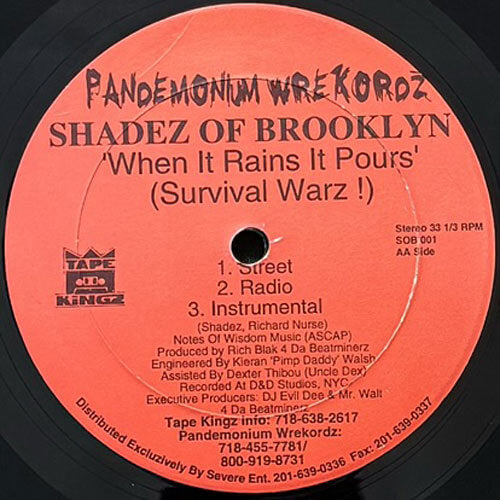 PANDEMONIUM WREKORDZ
SHADEZ OF BROOKLYN
'When It Rains It Pours'
(Survival Warz !)
Stereo 33 1/3 RPM
SOB 001
AA Side
TAPE
KINGZ
1. Street
2. Radio
3. Instrumental
(Shadez, Richard Nurse)
Notes Of Wisdom Music (ASCAP)
Produced by Rich Blak 4 Da Beatminerz
Engineered By Kieran 'Pimp Daddy' Walsh
Assisted By Dexter Thibou (Uncle Dex)
Recorded At D&D Studios, NYC
Executive Producers: DJ Evil Dee & Mr. Walt
4 Da Beatminerz
Tape Kingz info: 718-638-2617
Pandemonium Wrekordz:
718-455-7781/
800-919-8731
Distributed Excluzively By Severe Ent. 201-639-0336 Fax: 201-639-0337